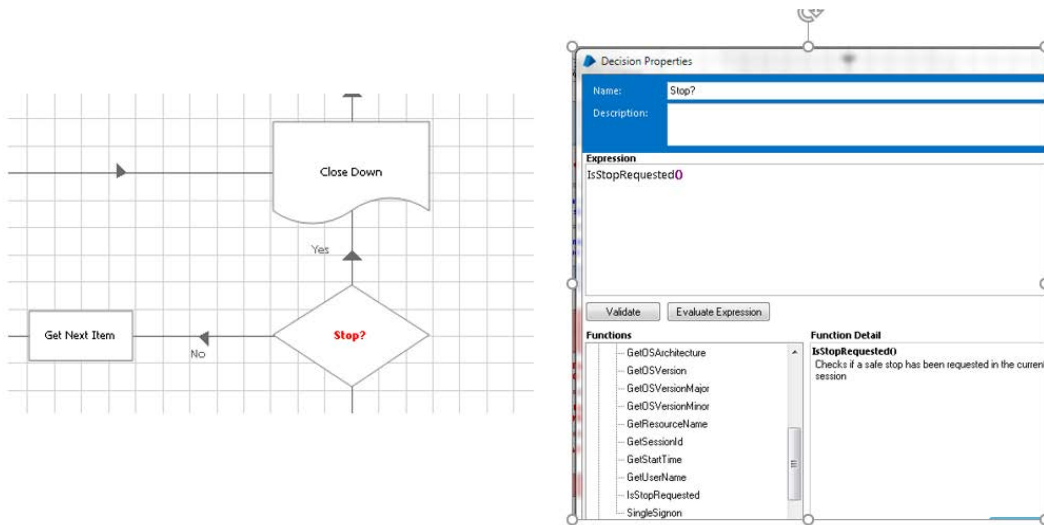 Close Down
Yes
Stop?
Get Next Item
No
Decision Properties
Name: Stop?
Description:
Expression
IsStopRequested()
Validate Evaluate Expression
Functions
GetOSArchitecture
GetOSVersion
GetOSVersionMajor
GetOSVersionMinor
GetResourceName
GetSessionId
GetStartTime
GetUserName
IsStopRequested
SingleSignon
Function Detail
IsStopRequested()
Checks if a safe stop has been requested in the current
session